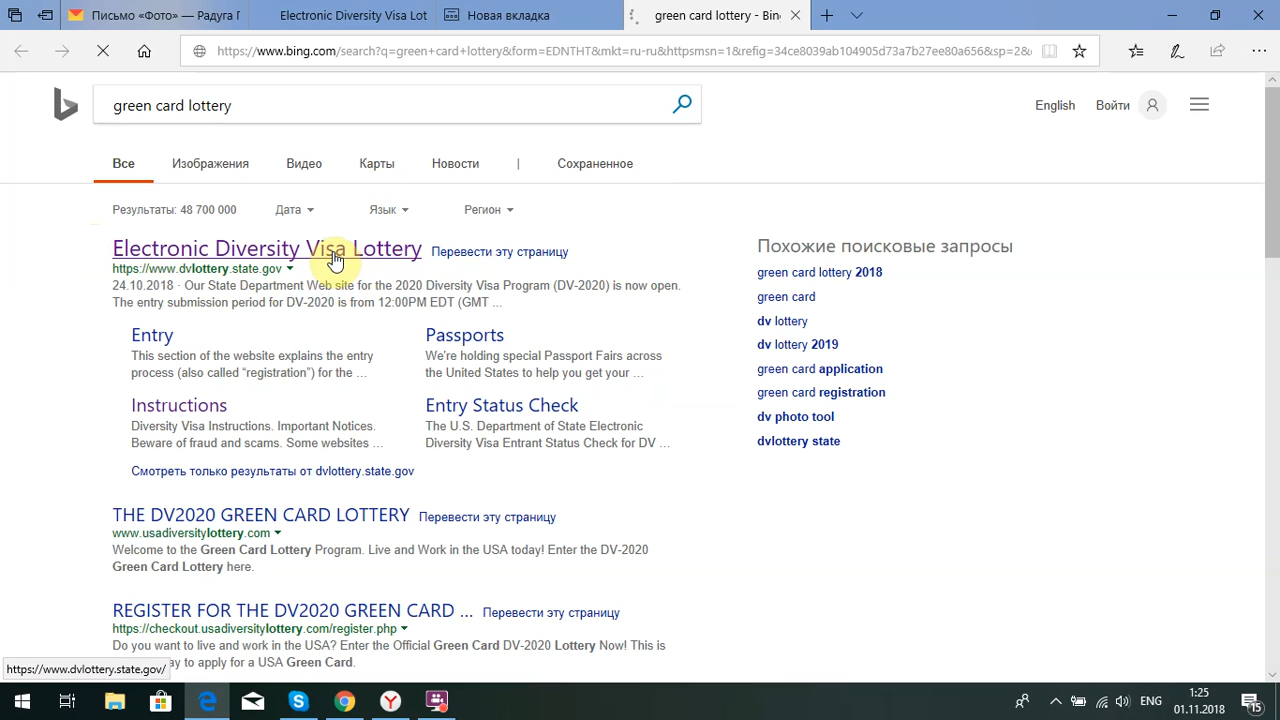 Письмо «Фото» — Радуга Г
Electronic Diversity Visa Lot
Новая вкладка
green card lottery - Bing
https://www.bing.com/search?q=green+card+lottery&form=EDNTHT&mkt=ru-ru&httpsmsn=1&refig=34ce8039ab104905d73a7b27ee80a656&sp=2&
green card lottery
English
Войти
Все
Изображения
Видео
Карты
Новости
|
Сохраненное
Результаты: 48 700 000
Дата
Язык
Регион
Electronic Diversity Visa Lottery Перевести эту страницу
https://www.dvlottery.state.gov
24.10.2018 · Our State Department Web site for the 2020 Diversity Visa Program (DV-2020) is now open.
The entry submission period for DV-2020 is from 12:00PM EDT (GMT ...
Entry
This section of the website explains the entry
process (also called “registration”) for the ...
Passports
We're holding special Passport Fairs across
the United States to help you get your ...
Instructions
Diversity Visa Instructions. Important Notices.
Beware of fraud and scams. Some websites ...
Entry Status Check
The U.S. Department of State Electronic
Diversity Visa Entrant Status Check for DV ...
Смотреть только результаты от dvlottery.state.gov
THE DV2020 GREEN CARD LOTTERY Перевести эту страницу
www.usadiversitylottery.com
Welcome to the Green Card Lottery Program. Live and Work in the USA today! Enter the DV-2020
Green Card Lottery here.
REGISTER FOR THE DV2020 GREEN CARD ... Перевести эту страницу
https://checkout.usadiversitylottery.com/register.php
Do you want to live and work in the USA? Enter the Official Green Card DV-2020 Lottery Now! This is
ay to apply for a USA Green Card.
Похожие поисковые запросы
green card lottery 2018
green card
dv lottery
dv lottery 2019
green card application
green card registration
dv photo tool
dvlottery state
https://www.dvlottery.state.gov/
ENG
1:25
01.11.2018
15